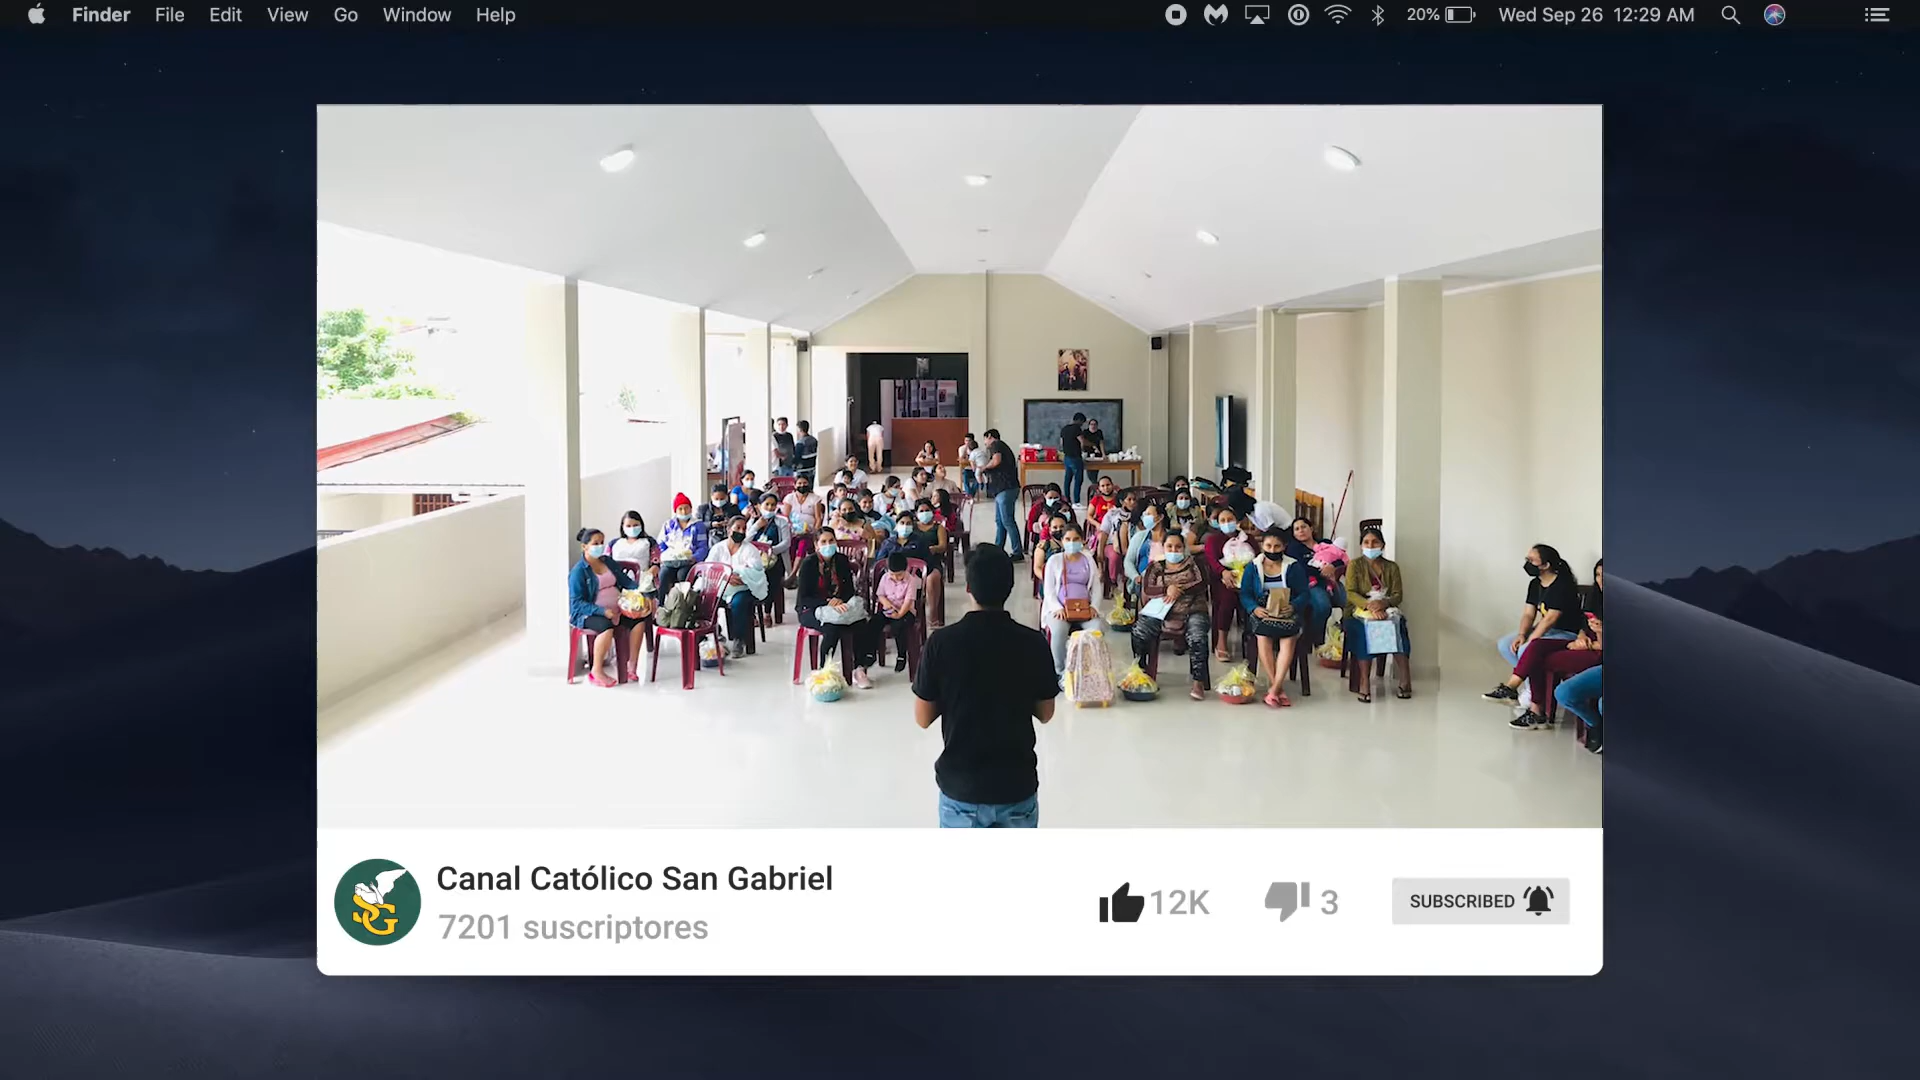 Finder File Edit View Go Window Help 20% Wed Sep 26 12:29 AM
Canal Católico San Gabriel
7201 suscriptores
12K 3 SUBSCRIBED
SG